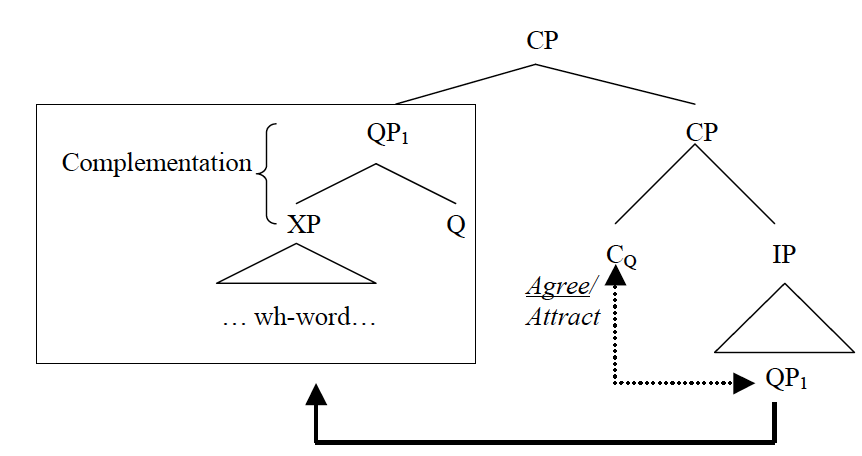 CP
QP1
CP
Complementation
XP
Q
CQ
IP
Agree/
Attract
… wh-word…
QP1